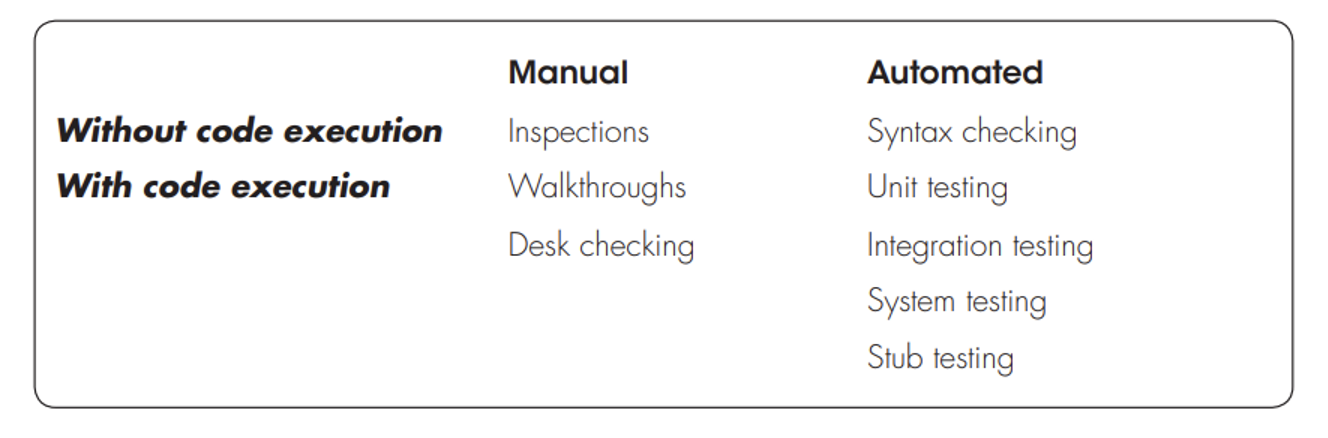 Manual Automated
Without code execution Inspections Syntax checking
With code execution Walkthroughs Unit testing
Desk checking Integration testing
System testing
Stub testing